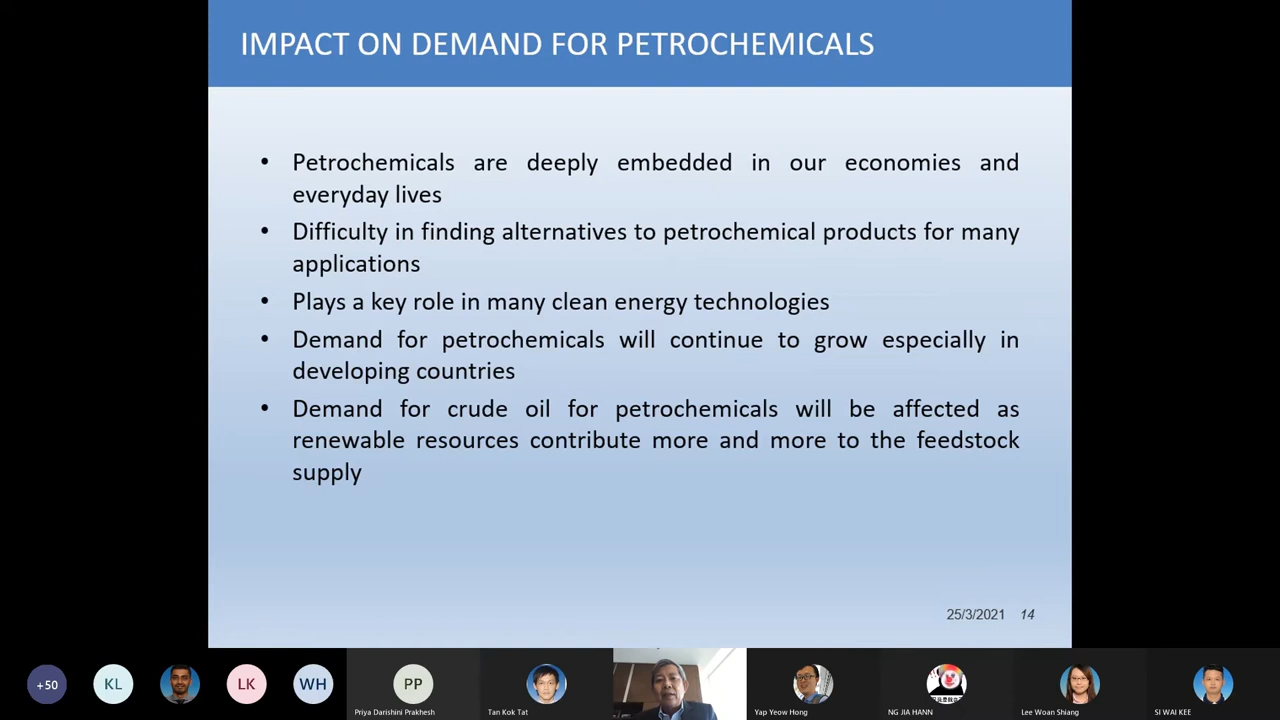 IMPACT ON DEMAND FOR PETROCHEMICALS
• Petrochemicals are deeply embedded in our economies and
everyday lives
• Difficulty in finding alternatives to petrochemical products for many
applications
• Plays a key role in many clean energy technologies
• Demand for petrochemicals will continue to grow especially in
developing countries
• Demand for crude oil for petrochemicals will be affected as
renewable resources contribute more and more to the feedstock
supply
25/3/2021 14
+50 KL LK WH PP
Priya Darishini Prakhesh Tan Kok Tat Yap Yeow Hong NG JIA HANN Lee Woan Shiang SI WAI KEE